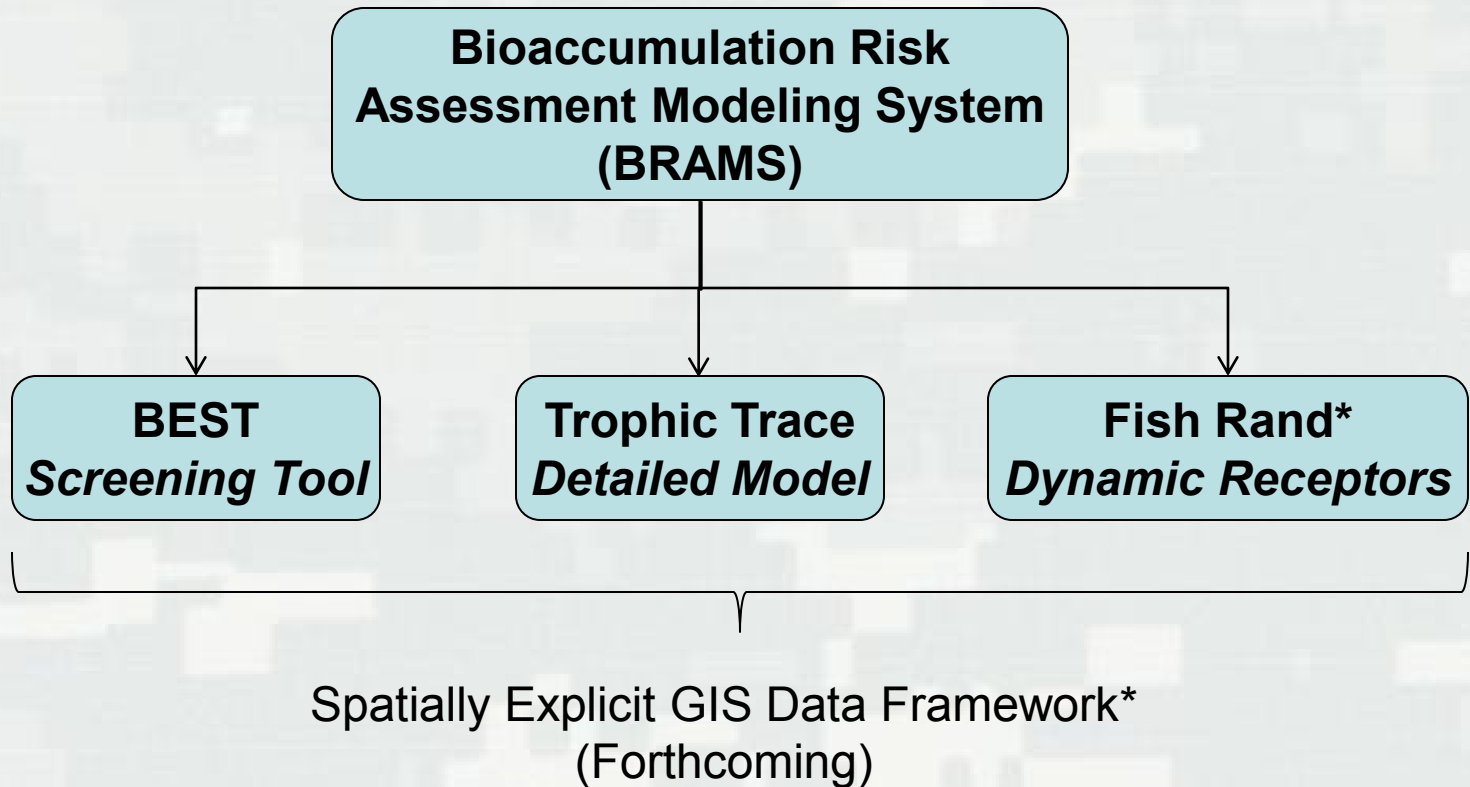 Bioaccumulation Risk
Assessment Modeling System
(BRAMS)
BEST
Screening Tool
Trophic Trace
Detailed Model
Fish Rand*
Dynamic Receptors
Spatially Explicit GIS Data Framework*
(Forthcoming)